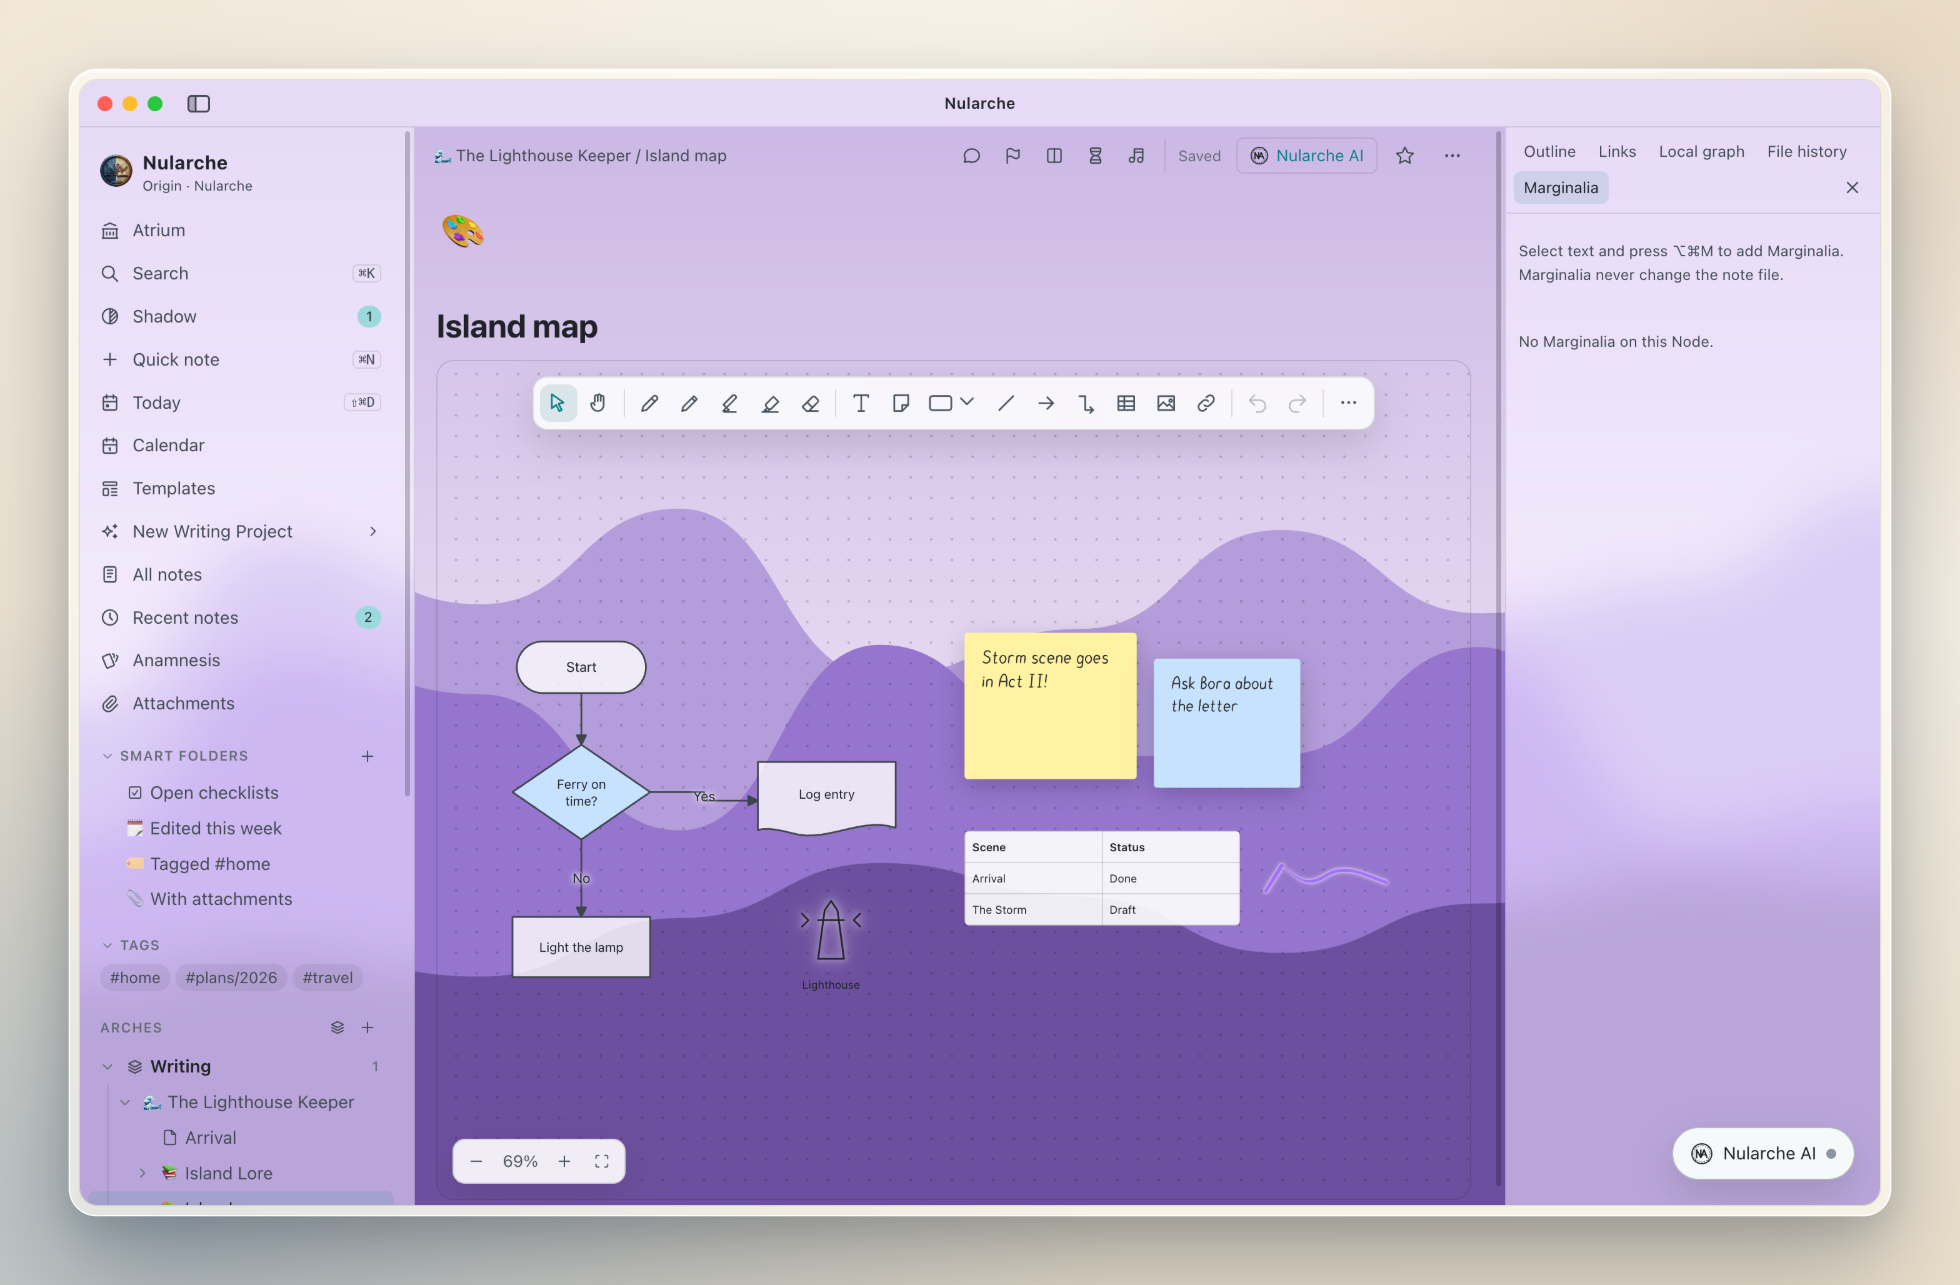 Nularche
Nularche
Origin · Nularche
Atrium
Search ⌘K
Shadow 1
Quick note ⌘N
Today ⇧⌘D
Calendar
Templates
New Writing Project
All notes
Recent notes 2
Anamnesis
Attachments
SMART FOLDERS
Open checklists
Edited this week
Tagged #home
With attachments
TAGS
#home #plans/2026 #travel
ARCHES
Writing 1
The Lighthouse Keeper
Arrival
Island Lore
The Lighthouse Keeper / Island map
Saved
Nularche AI
Island map
Start
Ferry on
time?
Yes
Log entry
No
Light the lamp
Lighthouse
Storm scene goes
in Act II!
Ask Bora about
the letter
Scene Status
Arrival Done
The Storm Draft
69%
Outline Links Local graph File history
Marginalia
Select text and press ⌥⌘M to add Marginalia.
Marginalia never change the note file.
No Marginalia on this Node.
Nularche AI